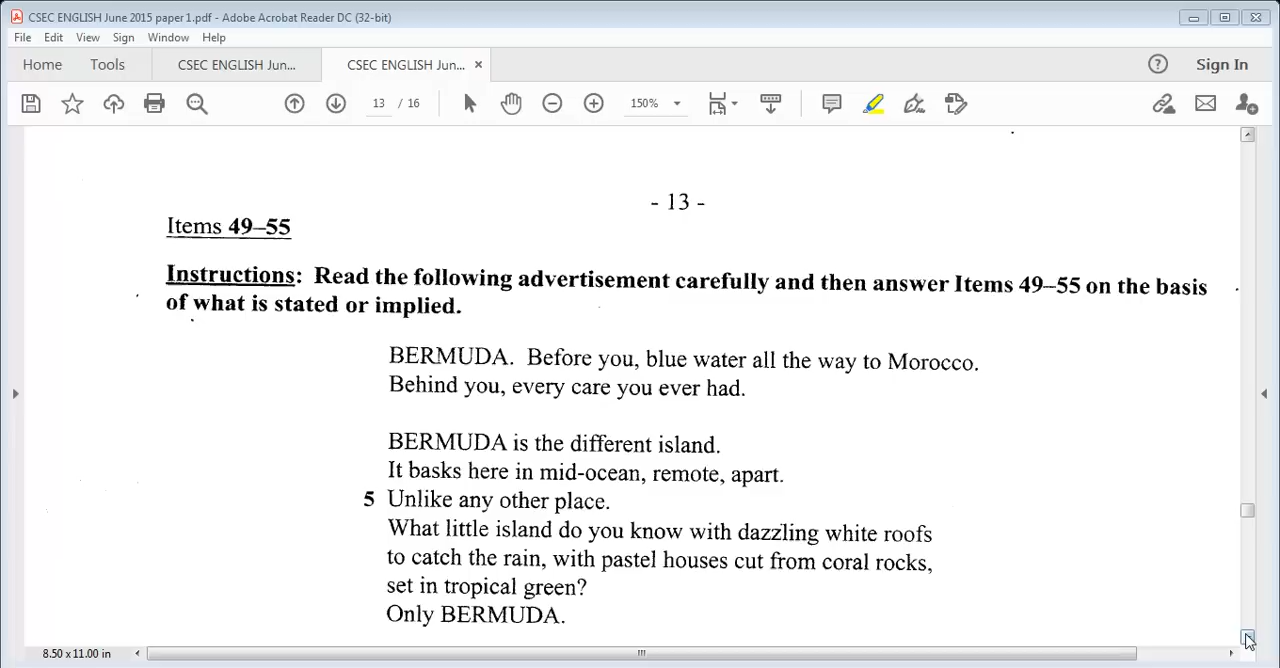 CSEC ENGLISH June 2015 paper 1.pdf - Adobe Acrobat Reader DC (32-bit)
File Edit View Sign Window Help
Home Tools CSEC ENGLISH Jun... CSEC ENGLISH Jun... × Sign In
13 / 16 150%
- 13 -
Items 49–55
Instructions: Read the following advertisement carefully and then answer Items 49–55 on the basis
of what is stated or implied.
BERMUDA. Before you, blue water all the way to Morocco.
Behind you, every care you ever had.
BERMUDA is the different island.
It basks here in mid-ocean, remote, apart.
5 Unlike any other place.
What little island do you know with dazzling white roofs
to catch the rain, with pastel houses cut from coral rocks,
set in tropical green?
Only BERMUDA.
8.50 x 11.00 in